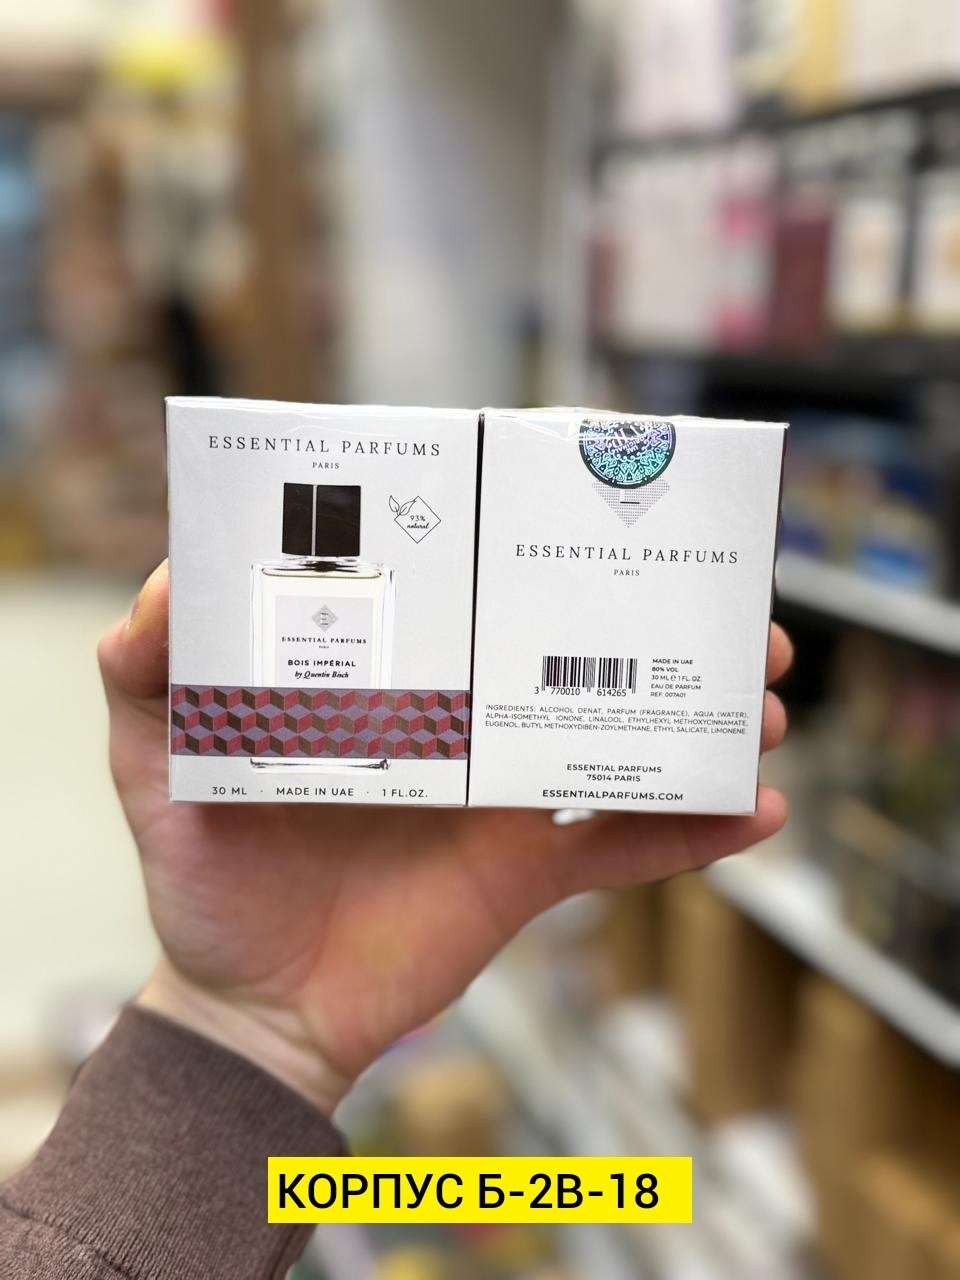 ESSENTIAL PARFUMS
PARIS
93%
natural
ESSENTIAL PARFUMS
PARIS
BOIS IMPÉRIAL
by Quentin Bisch
30 ML · MADE IN UAE · 1 FL.OZ.
ESSENTIAL PARFUMS
PARIS
3 770010 614265
MADE IN UAE
80% VOL
30 ML ℮ 1 FL. OZ.
EAU DE PARFUM
REF: 007A01
INGREDIENTS: ALCOHOL DENAT, PARFUM (FRAGRANCE), AQUA (WATER),
ALPHA-ISOMETHYL IONONE, LINALOOL, ETHYLHEXYL METHOXYCINNAMATE,
EUGENOL, BUTYL METHOXYDIBEN-ZOYLMETHANE, ETHYL SALICATE, LIMONENE.
ESSENTIAL PARFUMS
75014 PARIS
ESSENTIALPARFUMS.COM
КОРПУС Б-2В-18